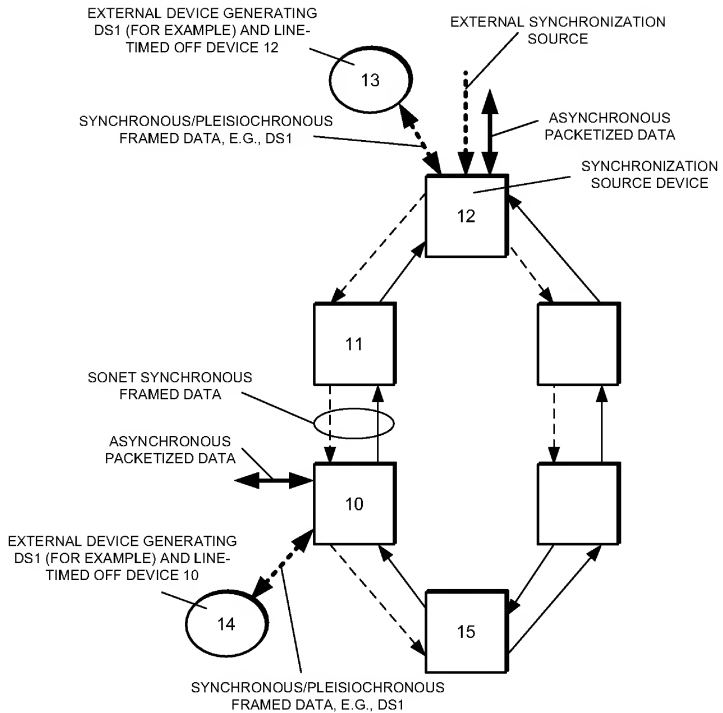 EXTERNAL DEVICE GENERATING
DS1 (FOR EXAMPLE) AND LINE-
TIMED OFF DEVICE 12
EXTERNAL SYNCHRONIZATION
SOURCE
13
SYNCHRONOUS/PLEISIOCHRONOUS
FRAMED DATA, E.G., DS1
ASYNCHRONOUS
PACKETIZED DATA
SYNCHRONIZATION
SOURCE DEVICE
12
11
SONET SYNCHRONOUS
FRAMED DATA
ASYNCHRONOUS
PACKETIZED DATA
10
EXTERNAL DEVICE GENERATING
DS1 (FOR EXAMPLE) AND LINE-
TIMED OFF DEVICE 10
14
15
SYNCHRONOUS/PLEISIOCHRONOUS
FRAMED DATA, E.G., DS1